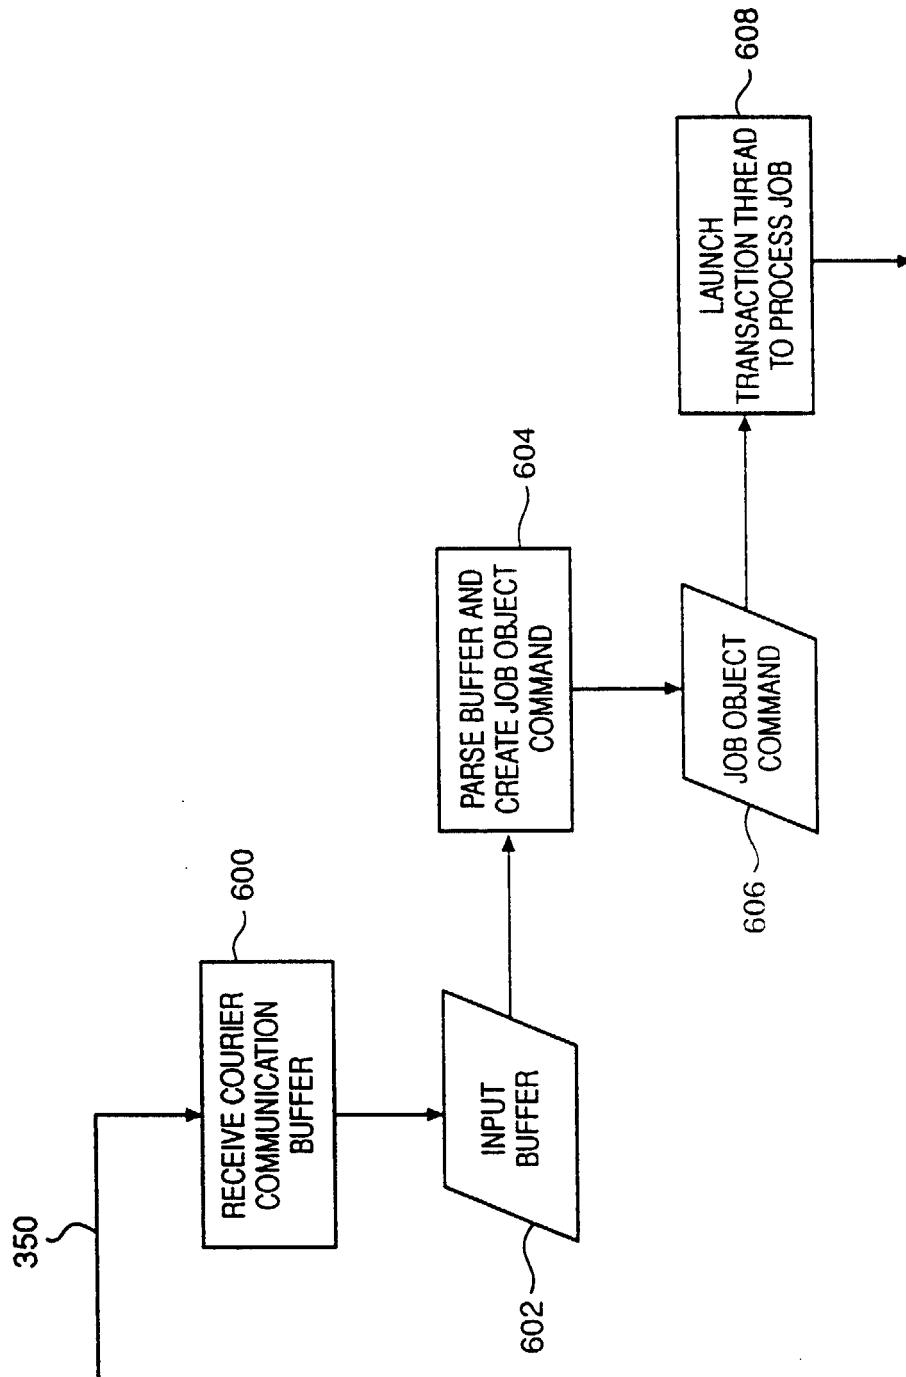 350
RECEIVE COURIER
COMMUNICATION
BUFFER
600
INPUT
BUFFER
602
PARSE BUFFER AND
CREATE JOB OBJECT
COMMAND
604
JOB OBJECT
COMMAND
606
LAUNCH
TRANSACTION THREAD
TO PROCESS JOB
608